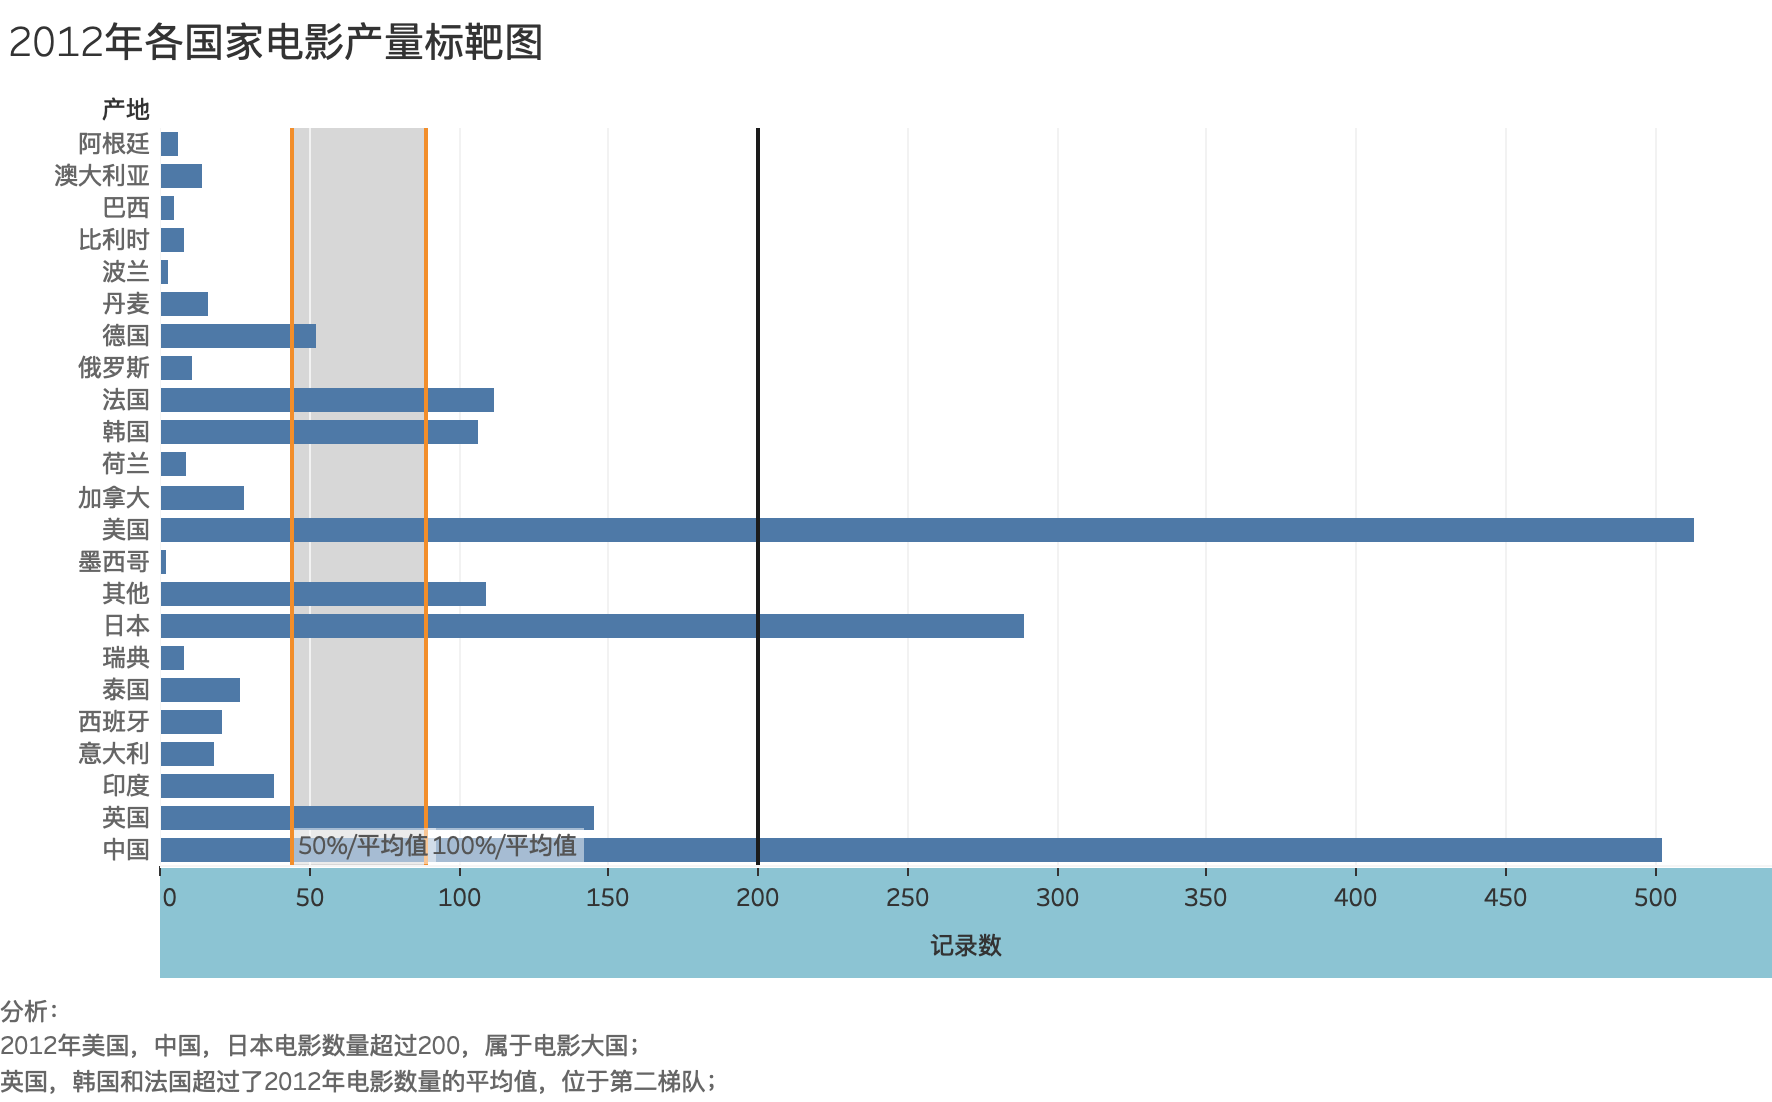 2012年各国家电影产量标靶图
产地
阿根廷
澳大利亚
巴西
比利时
波兰
丹麦
德国
俄罗斯
法国
韩国
荷兰
加拿大
美国
墨西哥
其他
日本
瑞典
泰国
西班牙
意大利
印度
英国
中国
50%/平均值 100%/平均值
0 50 100 150 200 250 300 350 400 450 500
记录数
分析：
2012年美国，中国，日本电影数量超过200，属于电影大国；
英国，韩国和法国超过了2012年电影数量的平均值，位于第二梯队；